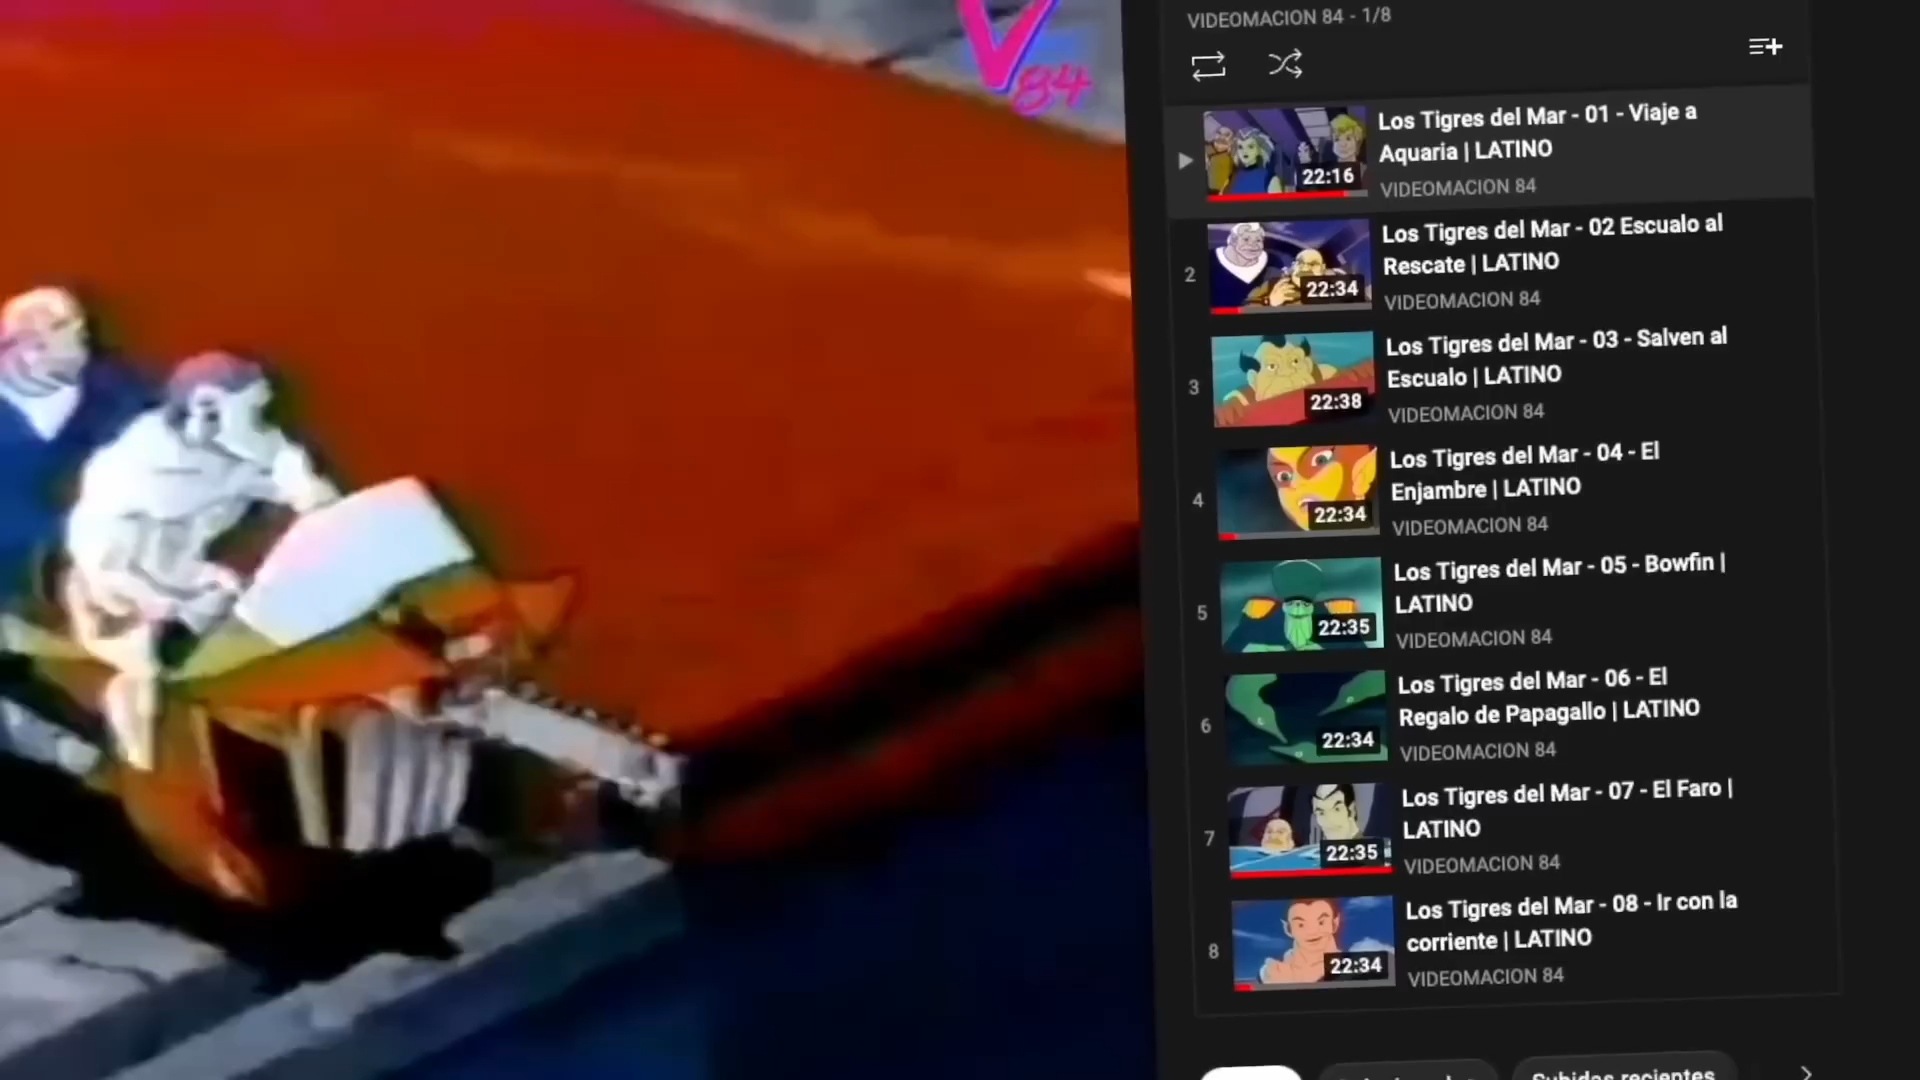 V
84
VIDEOMACION 84 - 1/8
Los Tigres del Mar - 01 - Viaje a
Aquaria | LATINO
22:16
VIDEOMACION 84
2
Los Tigres del Mar - 02 Escualo al
Rescate | LATINO
22:34
VIDEOMACION 84
3
Los Tigres del Mar - 03 - Salven al
Escualo | LATINO
22:38
VIDEOMACION 84
4
Los Tigres del Mar - 04 - El
Enjambre | LATINO
22:34
VIDEOMACION 84
5
Los Tigres del Mar - 05 - Bowfin |
LATINO
22:35
VIDEOMACION 84
6
Los Tigres del Mar - 06 - El
Regalo de Papagallo | LATINO
22:34
VIDEOMACION 84
7
Los Tigres del Mar - 07 - El Faro |
LATINO
22:35
VIDEOMACION 84
8
Los Tigres del Mar - 08 - Ir con la
corriente | LATINO
22:34
VIDEOMACION 84
Subidas recientes